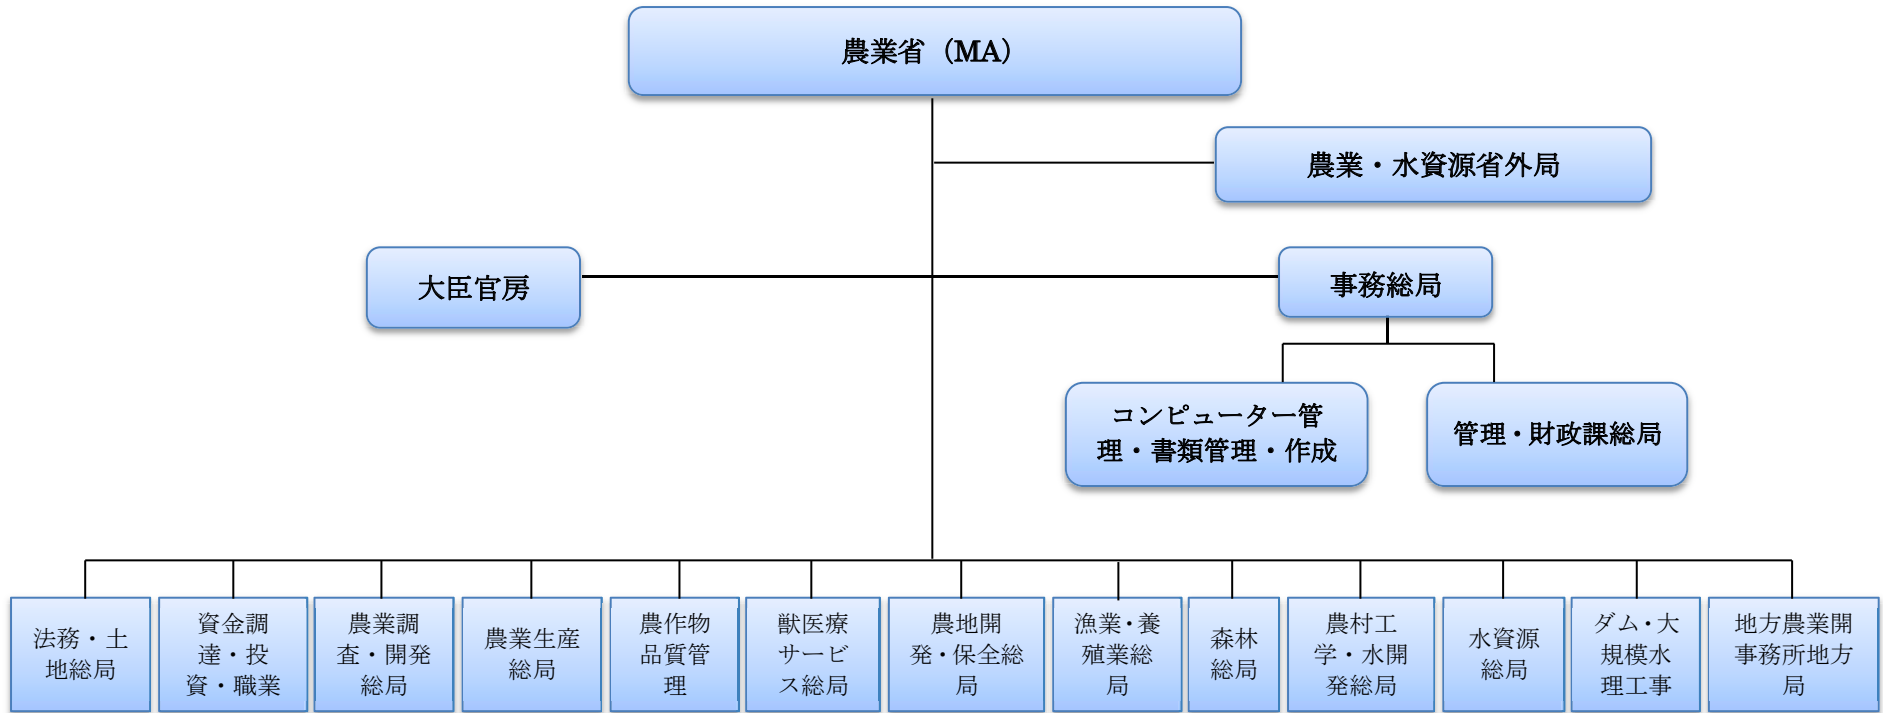 農業省（MA）
農業・水資源省外局
大臣官房
事務総局
コンピューター管
理・書類管理・作成
管理・財政課総局
法務・土
地総局
資金調
達・投
資・職業
農業調
査・開発
総局
農業生産
総局
農作物
品質管
理
獣医療
サービ
ス総局
農地開
発・保全総
局
漁業・養
殖業総
局
森林
総局
農村工
学・水開
発総局
水資源
総局
ダム・大
規模水
理工事
地方農業開
事務所地方
局